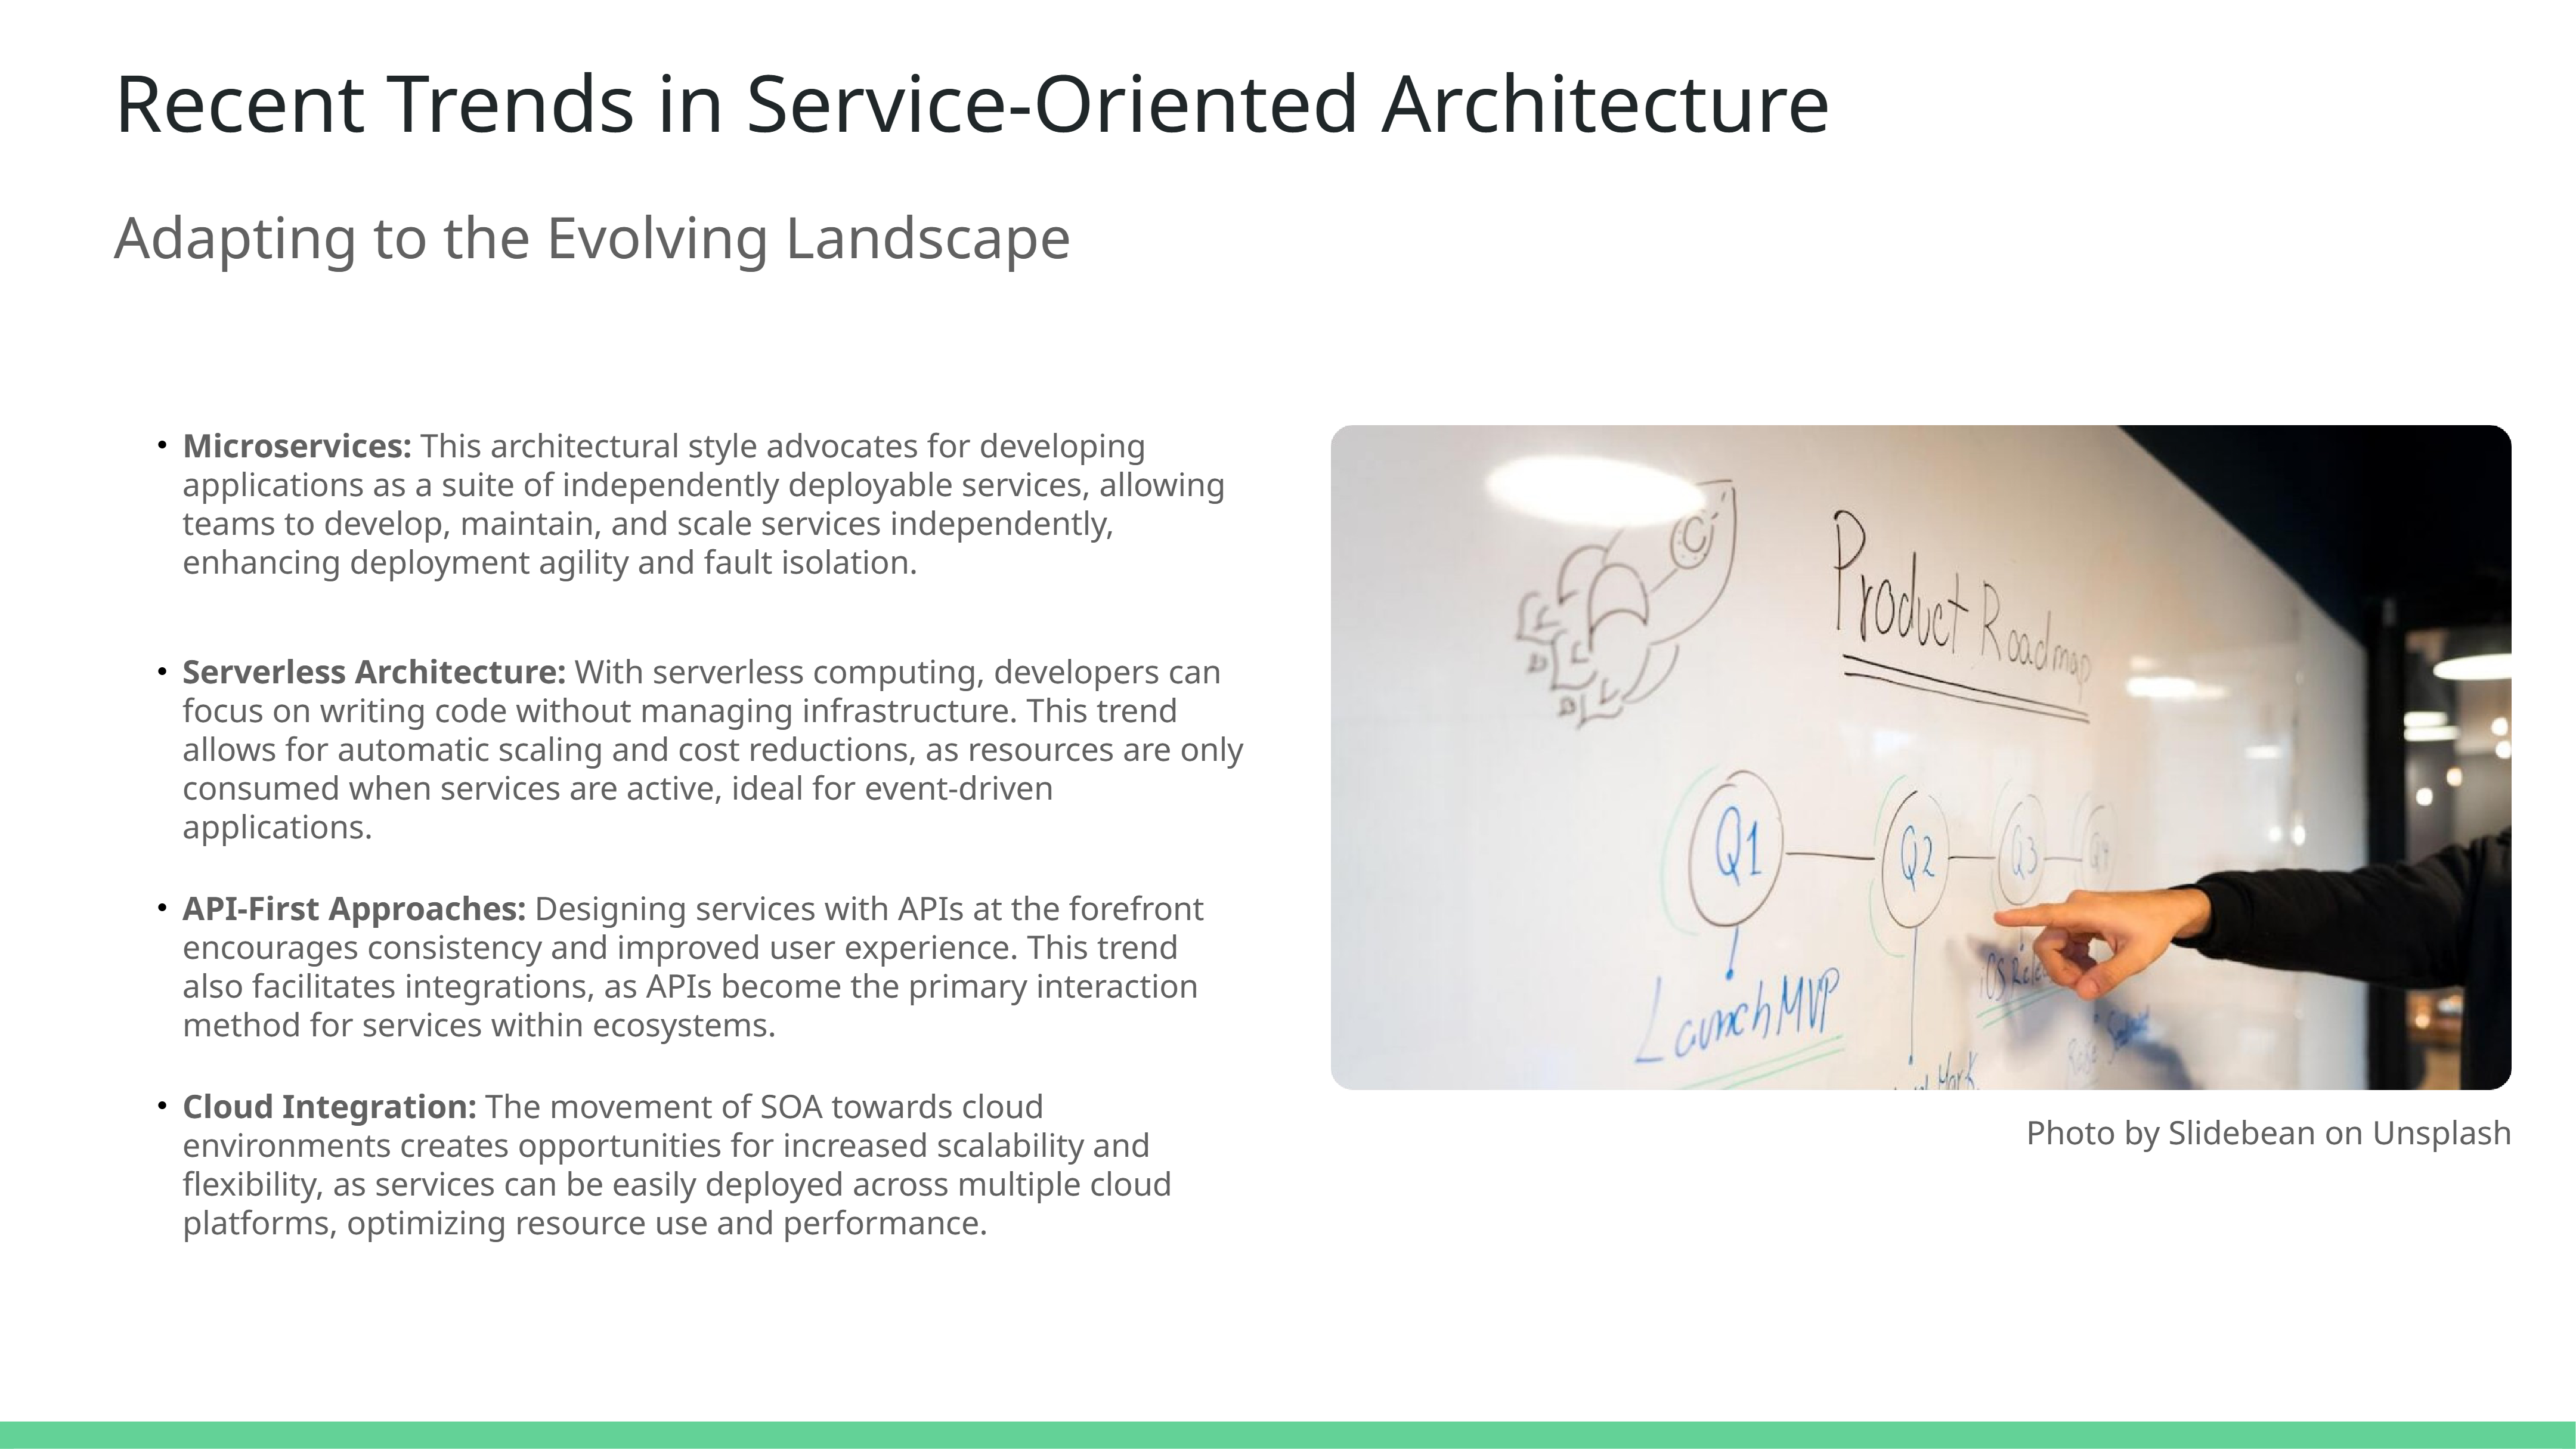 Recent Trends in Service-Oriented Architecture
Adapting to the Evolving Landscape
• Microservices: This architectural style advocates for developing
applications as a suite of independently deployable services, allowing
teams to develop, maintain, and scale services independently,
enhancing deployment agility and fault isolation.
• Serverless Architecture: With serverless computing, developers can
focus on writing code without managing infrastructure. This trend
allows for automatic scaling and cost reductions, as resources are only
consumed when services are active, ideal for event-driven
applications.
• API-First Approaches: Designing services with APIs at the forefront
encourages consistency and improved user experience. This trend
also facilitates integrations, as APIs become the primary interaction
method for services within ecosystems.
• Cloud Integration: The movement of SOA towards cloud
environments creates opportunities for increased scalability and
flexibility, as services can be easily deployed across multiple cloud
platforms, optimizing resource use and performance.
Product Roadmap
Q1 Q2 Q3 Q4
Launch MVP
iOS
Photo by Slidebean on Unsplash